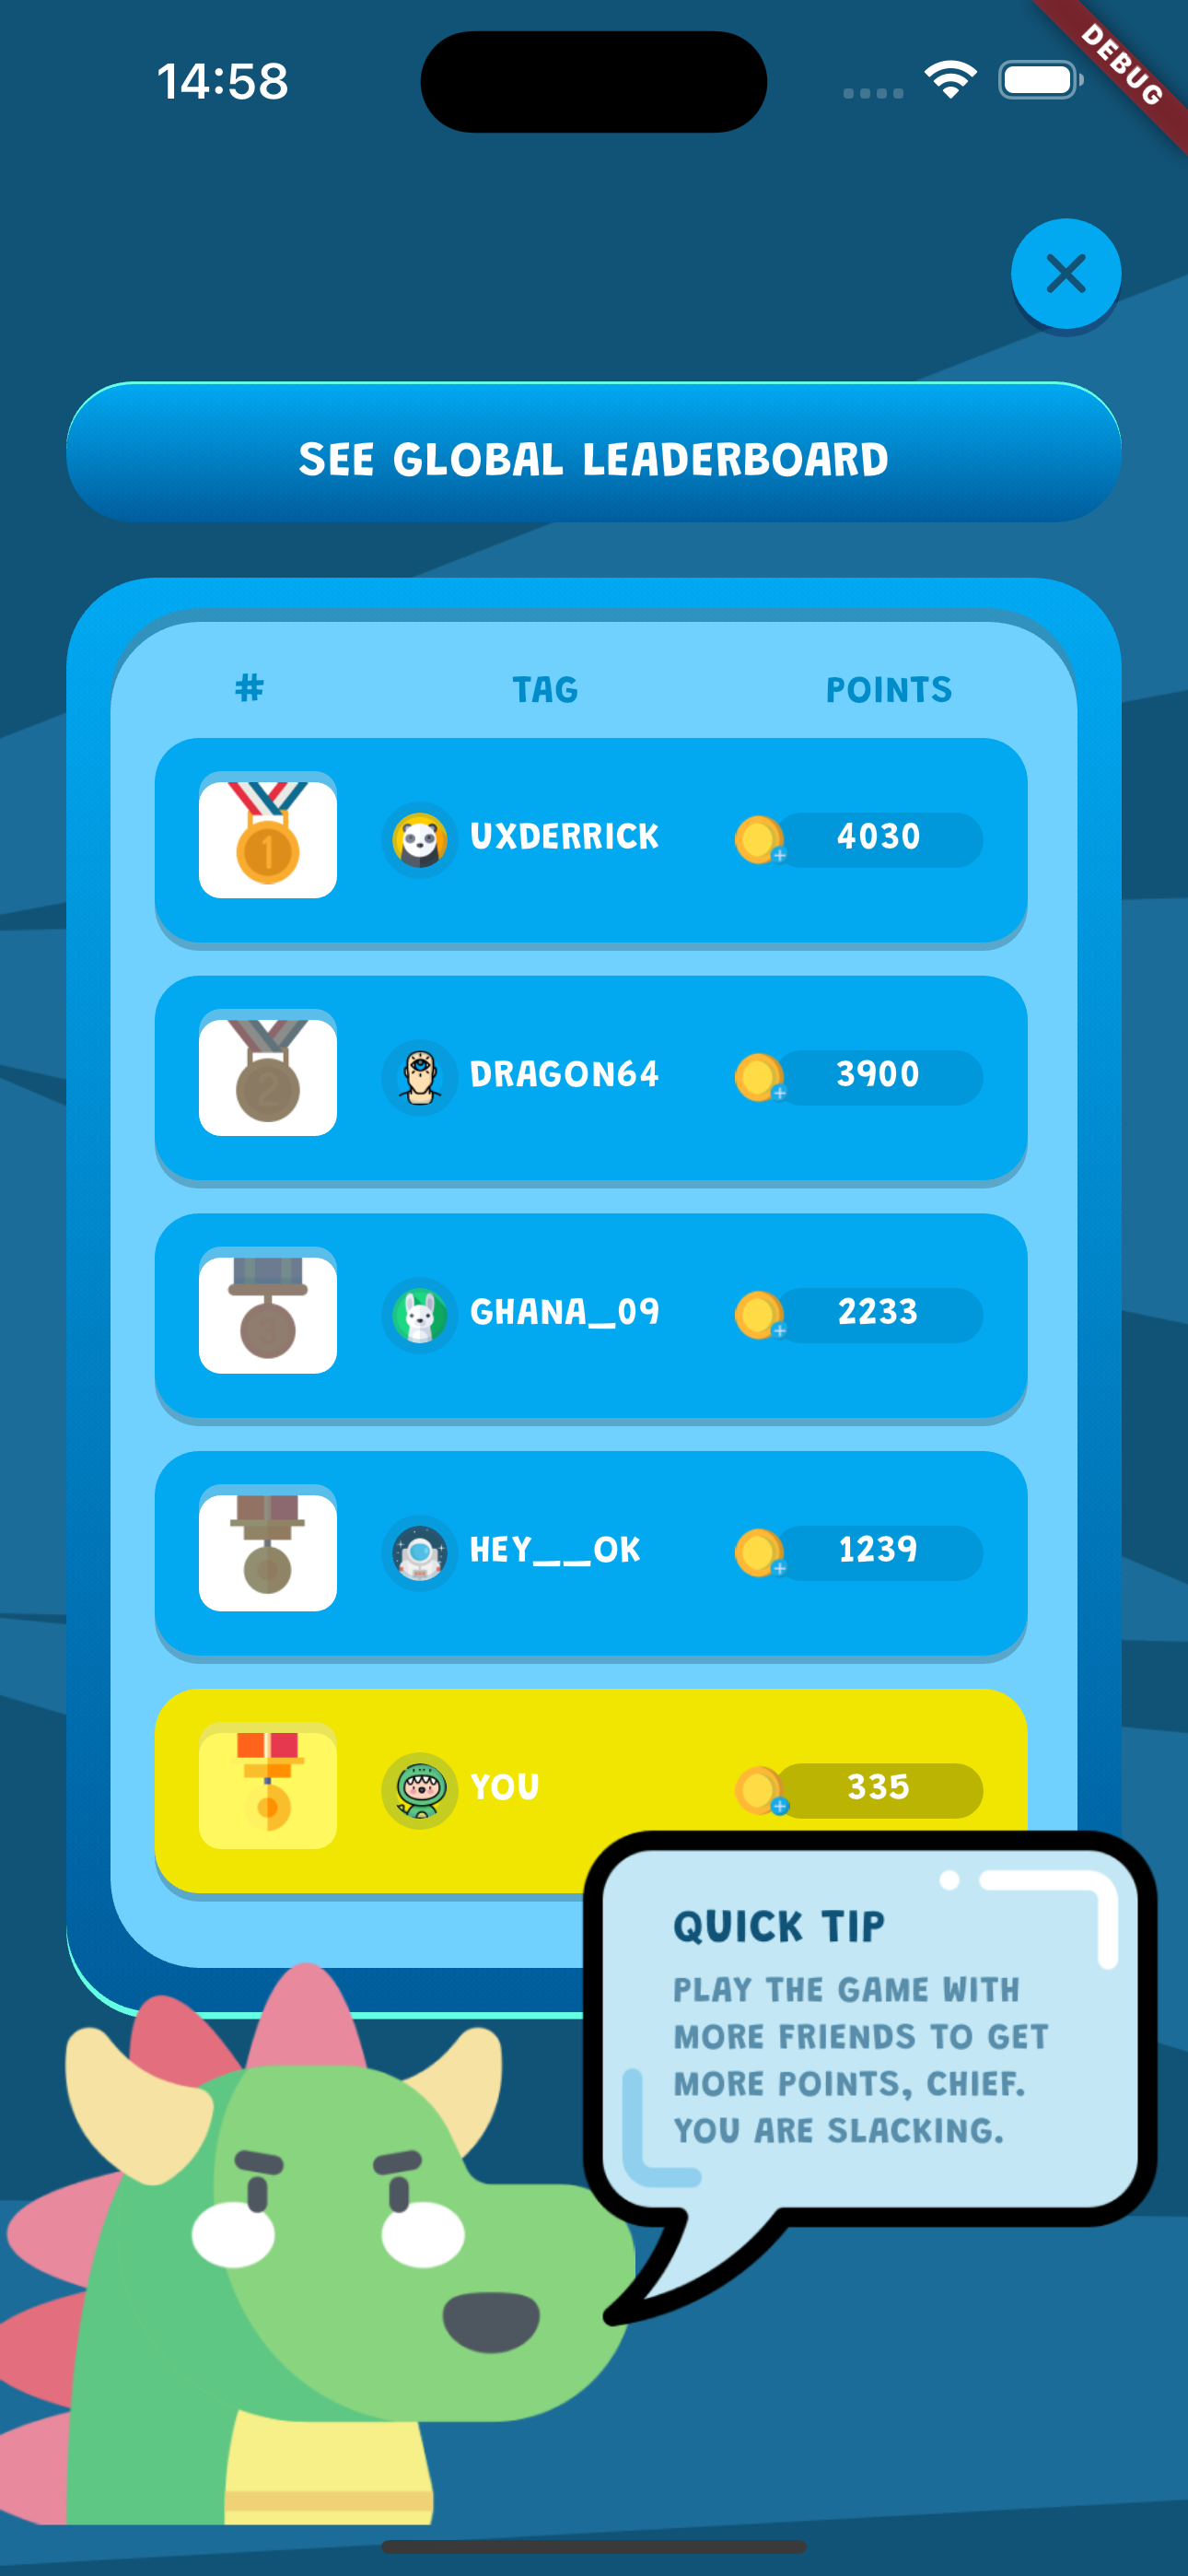 14:58
DEBUG
SEE GLOBAL LEADERBOARD
# TAG POINTS
1 UXDERRICK 4030
2 DRAGON64 3900
3 GHANA_09 2233
HEY__OK 1239
YOU 335
QUICK TIP
PLAY THE GAME WITH
MORE FRIENDS TO GET
MORE POINTS, CHIEF.
YOU ARE SLACKING.